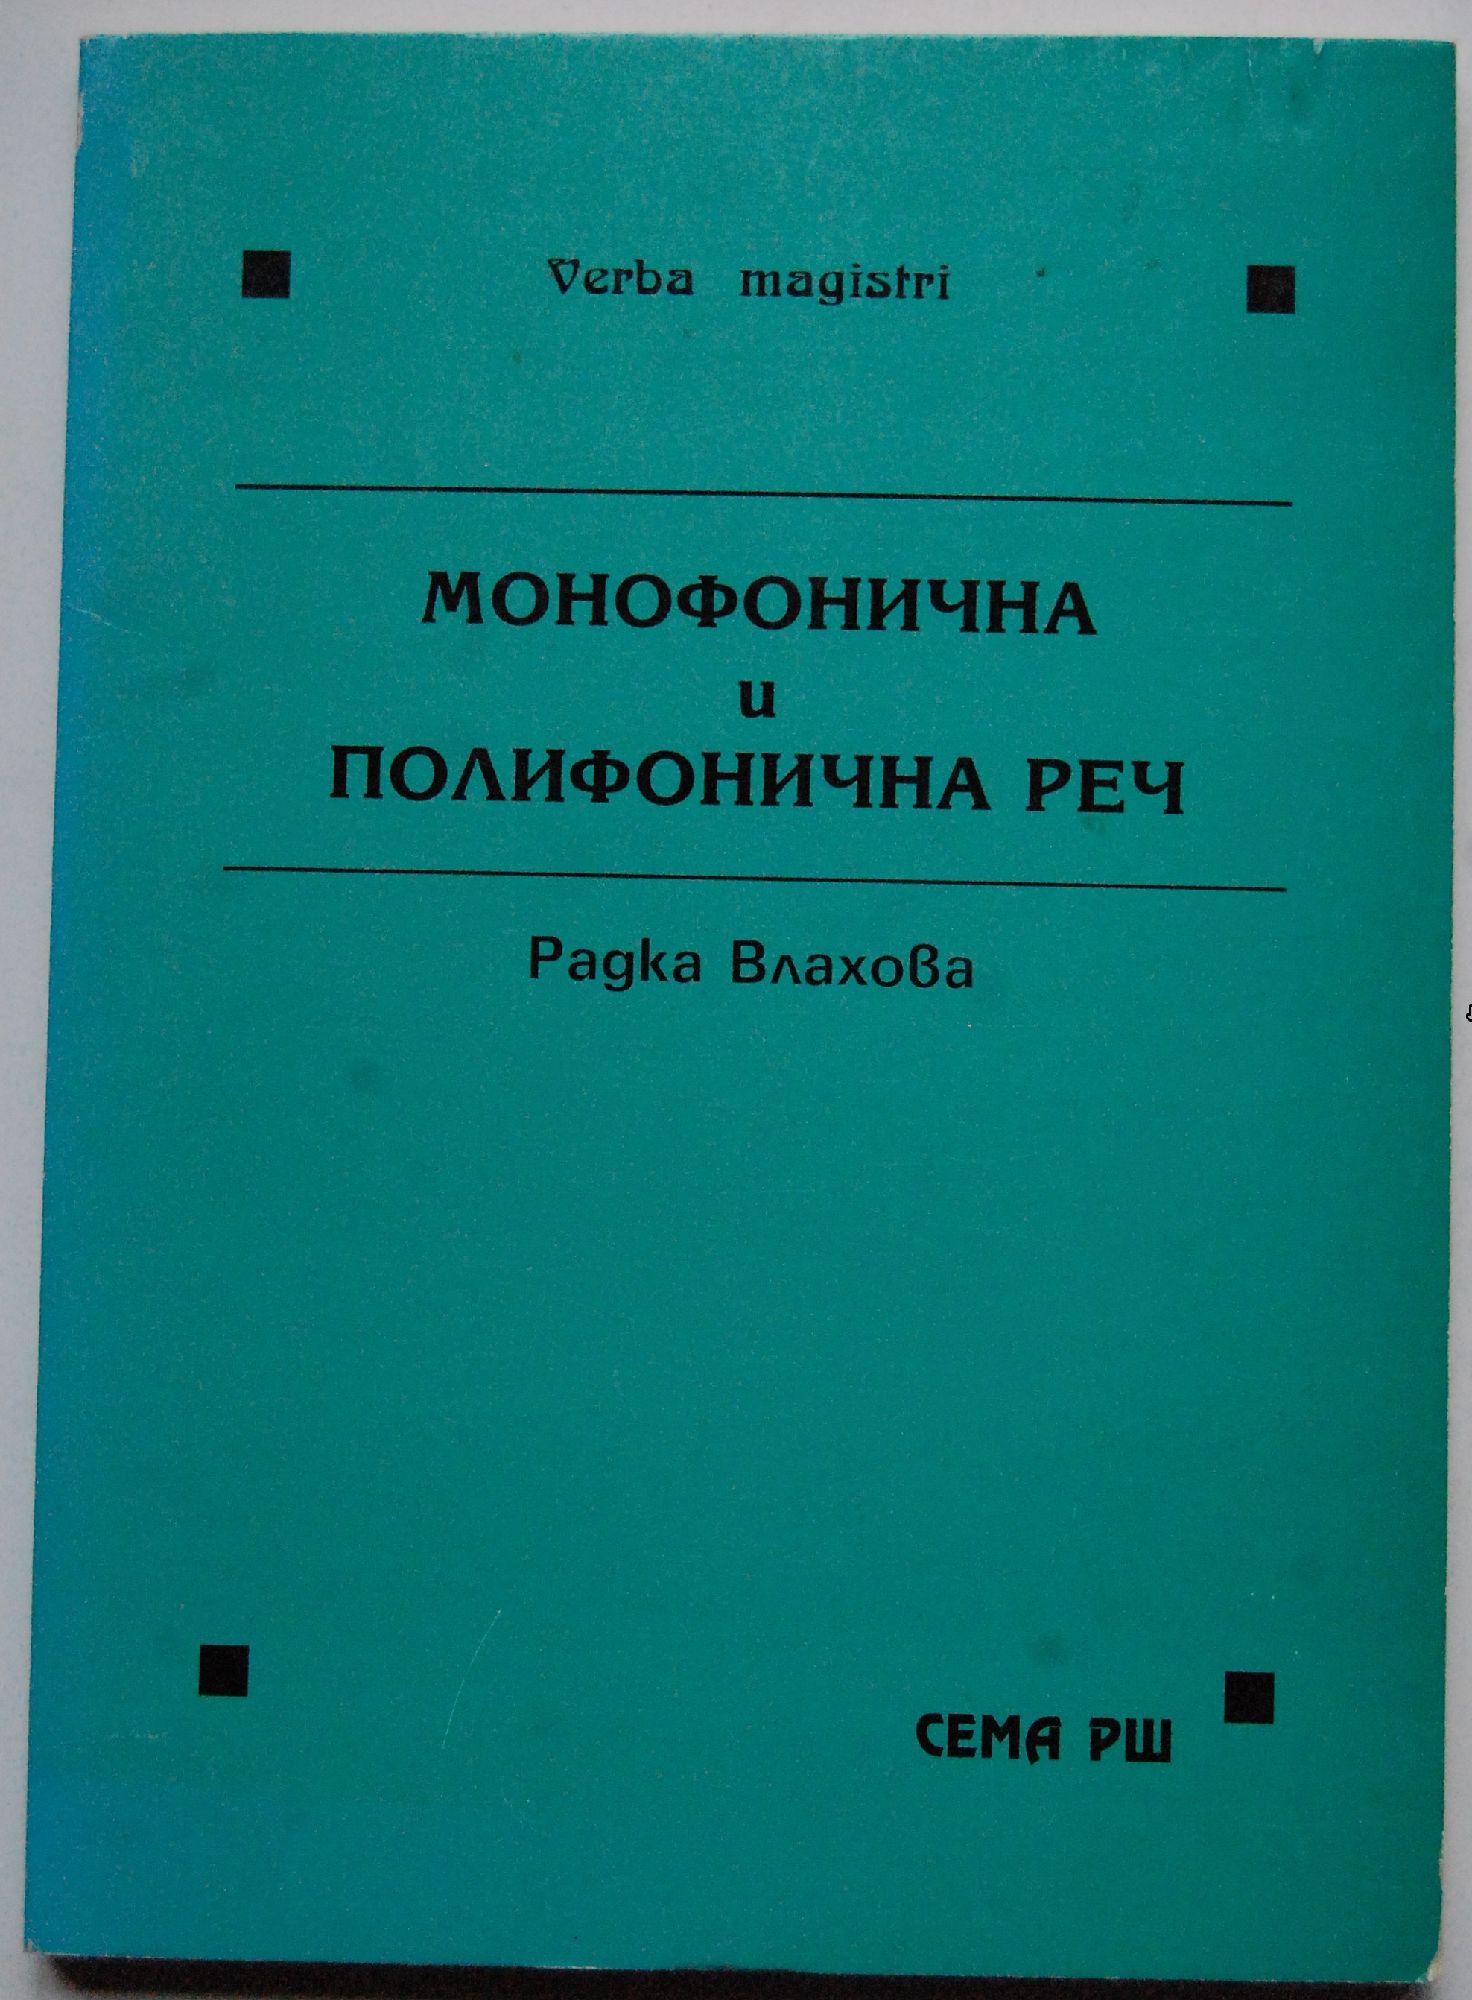 Verba magistri
МОНОФОНИЧНА
и
ПОЛИФОНИЧНА РЕЧ
Радка Влахова
СЕМА РШ